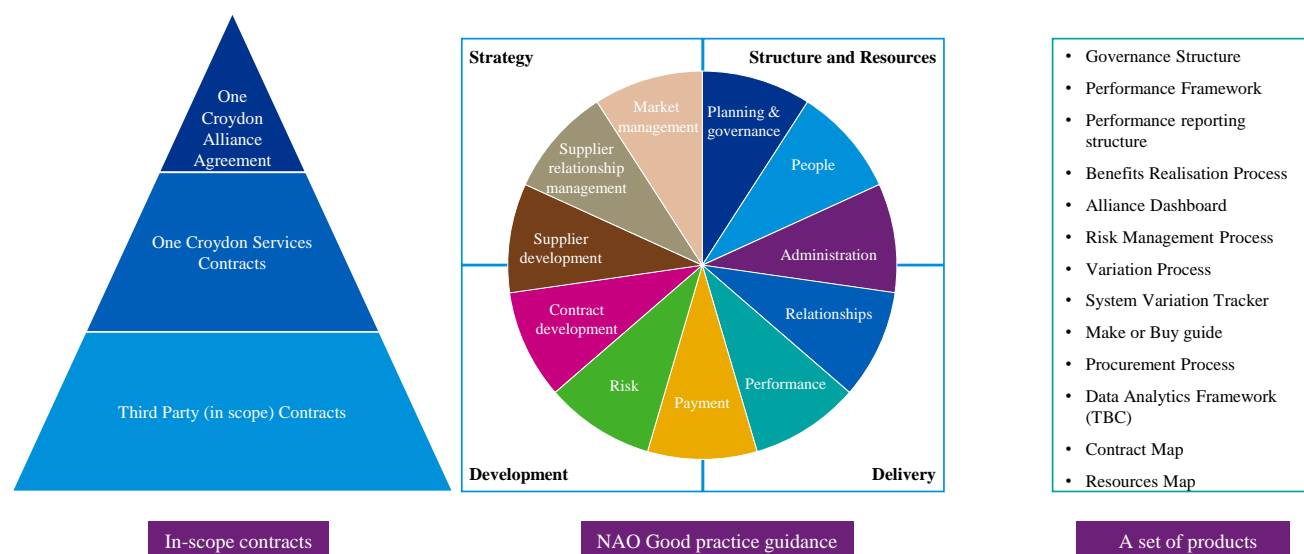 One
Croydon
Alliance
Agreement
One Croydon Services
Contracts
Third Party (in scope) Contracts
In-scope contracts
Strategy
Structure and Resources
Market
management
Planning &
governance
People
Supplier
relationship
management
Administration
Supplier
development
Relationships
Contract
development
Performance
Risk
Payment
Development
Delivery
NAO Good practice guidance
• Governance Structure
• Performance Framework
• Performance reporting
structure
• Benefits Realisation Process
• Alliance Dashboard
• Risk Management Process
• Variation Process
• System Variation Tracker
• Make or Buy guide
• Procurement Process
• Data Analytics Framework
(TBC)
• Contract Map
• Resources Map
A set of products